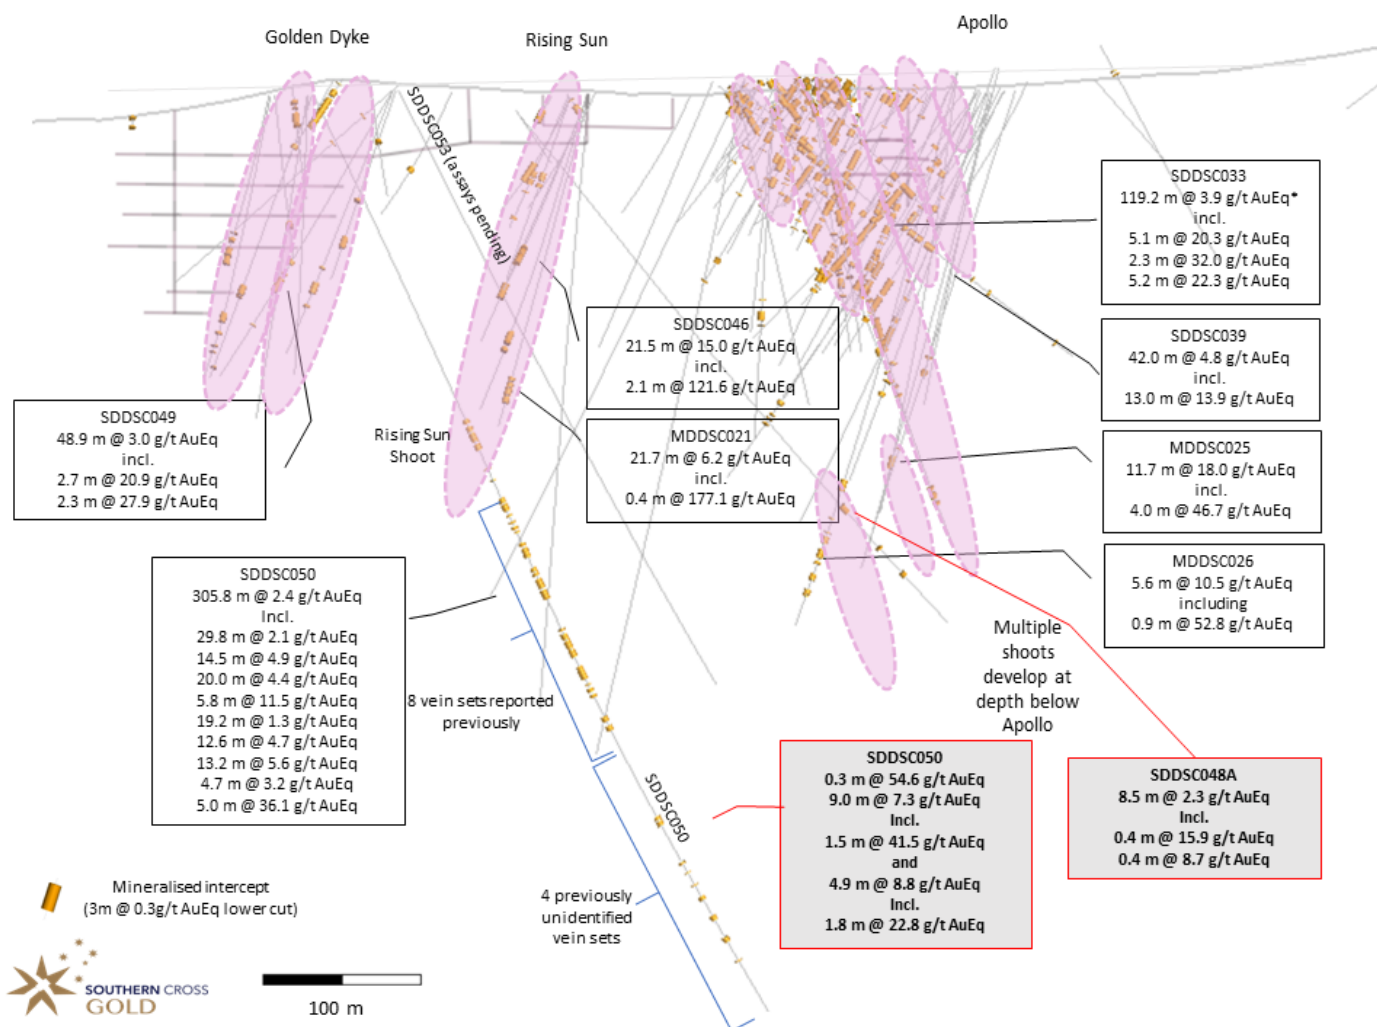 Golden Dyke
Rising Sun
Apollo
SDDSC053 (assays pending)
SDDSC033
119.2 m @ 3.9 g/t AuEq*
incl.
5.1 m @ 20.3 g/t AuEq
2.3 m @ 32.0 g/t AuEq
5.2 m @ 22.3 g/t AuEq
SDDSC046
21.5 m @ 15.0 g/t AuEq
incl.
2.1 m @ 121.6 g/t AuEq
SDDSC039
42.0 m @ 4.8 g/t AuEq
incl.
13.0 m @ 13.9 g/t AuEq
SDDSC049
48.9 m @ 3.0 g/t AuEq
incl.
2.7 m @ 20.9 g/t AuEq
2.3 m @ 27.9 g/t AuEq
Rising Sun
Shoot
MDDSC021
21.7 m @ 6.2 g/t AuEq
incl.
0.4 m @ 177.1 g/t AuEq
MDDSC025
11.7 m @ 18.0 g/t AuEq
incl.
4.0 m @ 46.7 g/t AuEq
MDDSC026
5.6 m @ 10.5 g/t AuEq
including
0.9 m @ 52.8 g/t AuEq
SDDSC050
305.8 m @ 2.4 g/t AuEq
Incl.
29.8 m @ 2.1 g/t AuEq
14.5 m @ 4.9 g/t AuEq
20.0 m @ 4.4 g/t AuEq
5.8 m @ 11.5 g/t AuEq
19.2 m @ 1.3 g/t AuEq
12.6 m @ 4.7 g/t AuEq
13.2 m @ 5.6 g/t AuEq
4.7 m @ 3.2 g/t AuEq
5.0 m @ 36.1 g/t AuEq
8 vein sets reported
previously
Multiple
shoots
develop at
depth below
Apollo
SDDSC050
SDDSC050
0.3 m @ 54.6 g/t AuEq
9.0 m @ 7.3 g/t AuEq
Incl.
1.5 m @ 41.5 g/t AuEq
and
4.9 m @ 8.8 g/t AuEq
Incl.
1.8 m @ 22.8 g/t AuEq
SDDSC048A
8.5 m @ 2.3 g/t AuEq
Incl.
0.4 m @ 15.9 g/t AuEq
0.4 m @ 8.7 g/t AuEq
4 previously
unidentified
vein sets
Mineralised intercept
(3m @ 0.3g/t AuEq lower cut)
SOUTHERN CROSS
GOLD
100 m